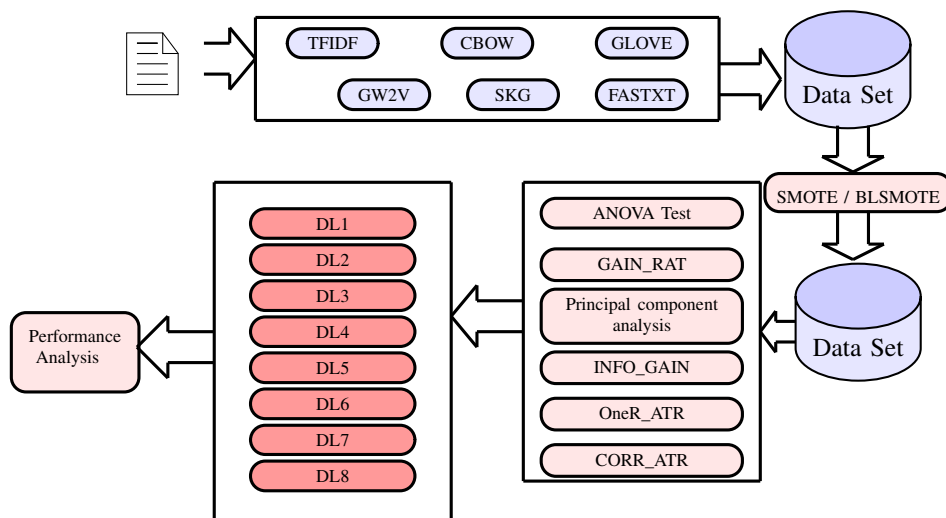 TFIDF
CBOW
GLOVE
GW2V
SKG
FASTXT
Data Set
SMOTE / BLSMOTE
Data Set
ANOVA Test
GAIN_RAT
Principal component
analysis
INFO_GAIN
OneR_ATR
CORR_ATR
DL1
DL2
DL3
DL4
DL5
DL6
DL7
DL8
Performance
Analysis